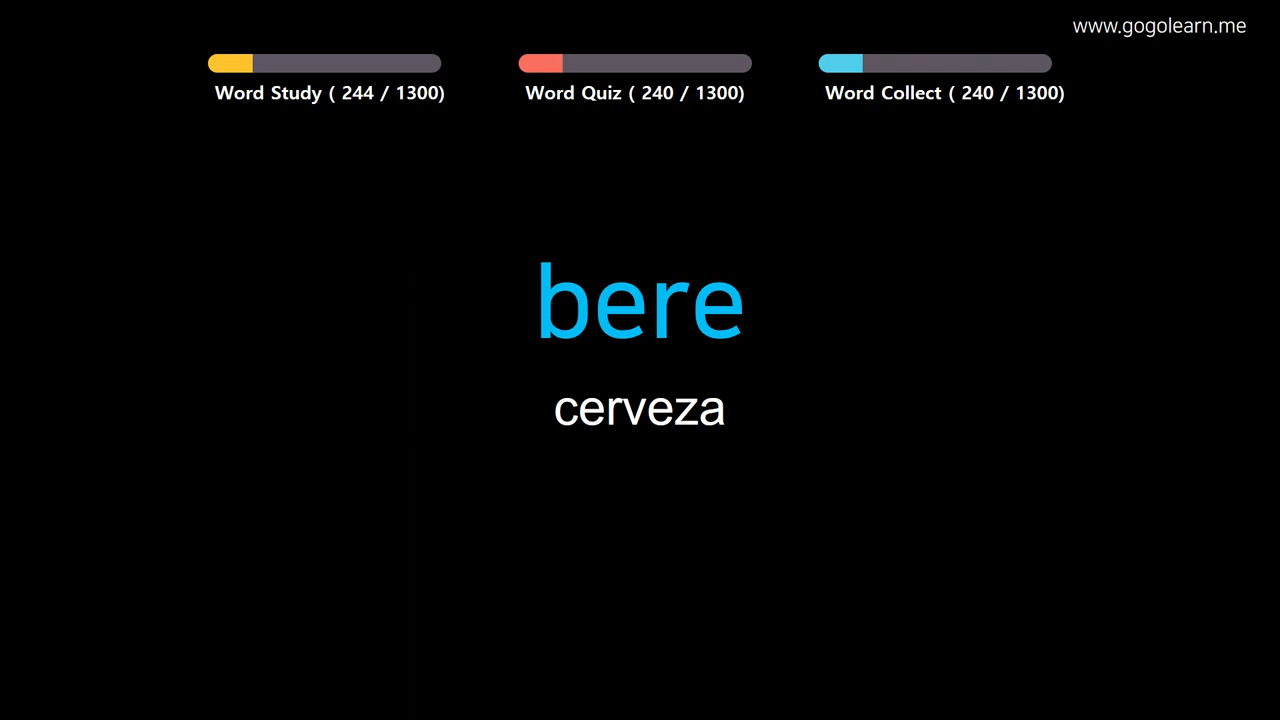 www.gogolearn.me
Word Study ( 244 / 1300)
Word Quiz ( 240 / 1300)
Word Collect ( 240 / 1300)
bere
cerveza